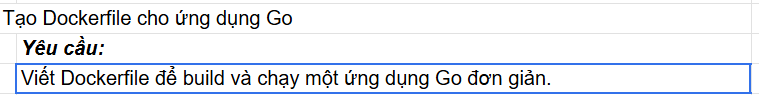 Tạo Dockerfile cho ứng dụng Go
Yêu cầu:
Viết Dockerfile để build và chạy một ứng dụng Go đơn giản.